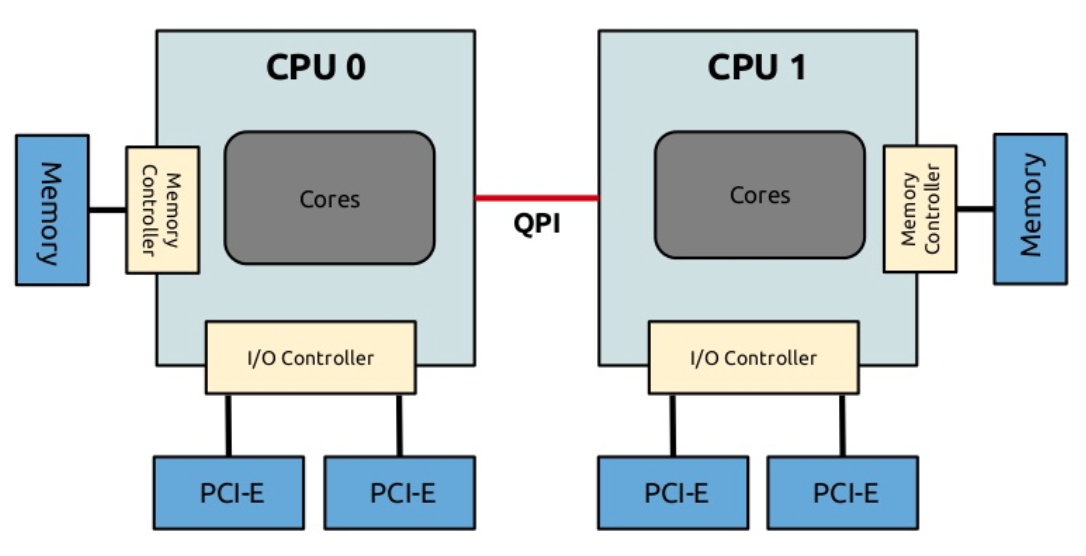 CPU 0
CPU 1
Memory
Memory
Controller
Cores
QPI
Cores
Memory
Controller
Memory
I/O Controller
I/O Controller
PCI-E
PCI-E
PCI-E
PCI-E